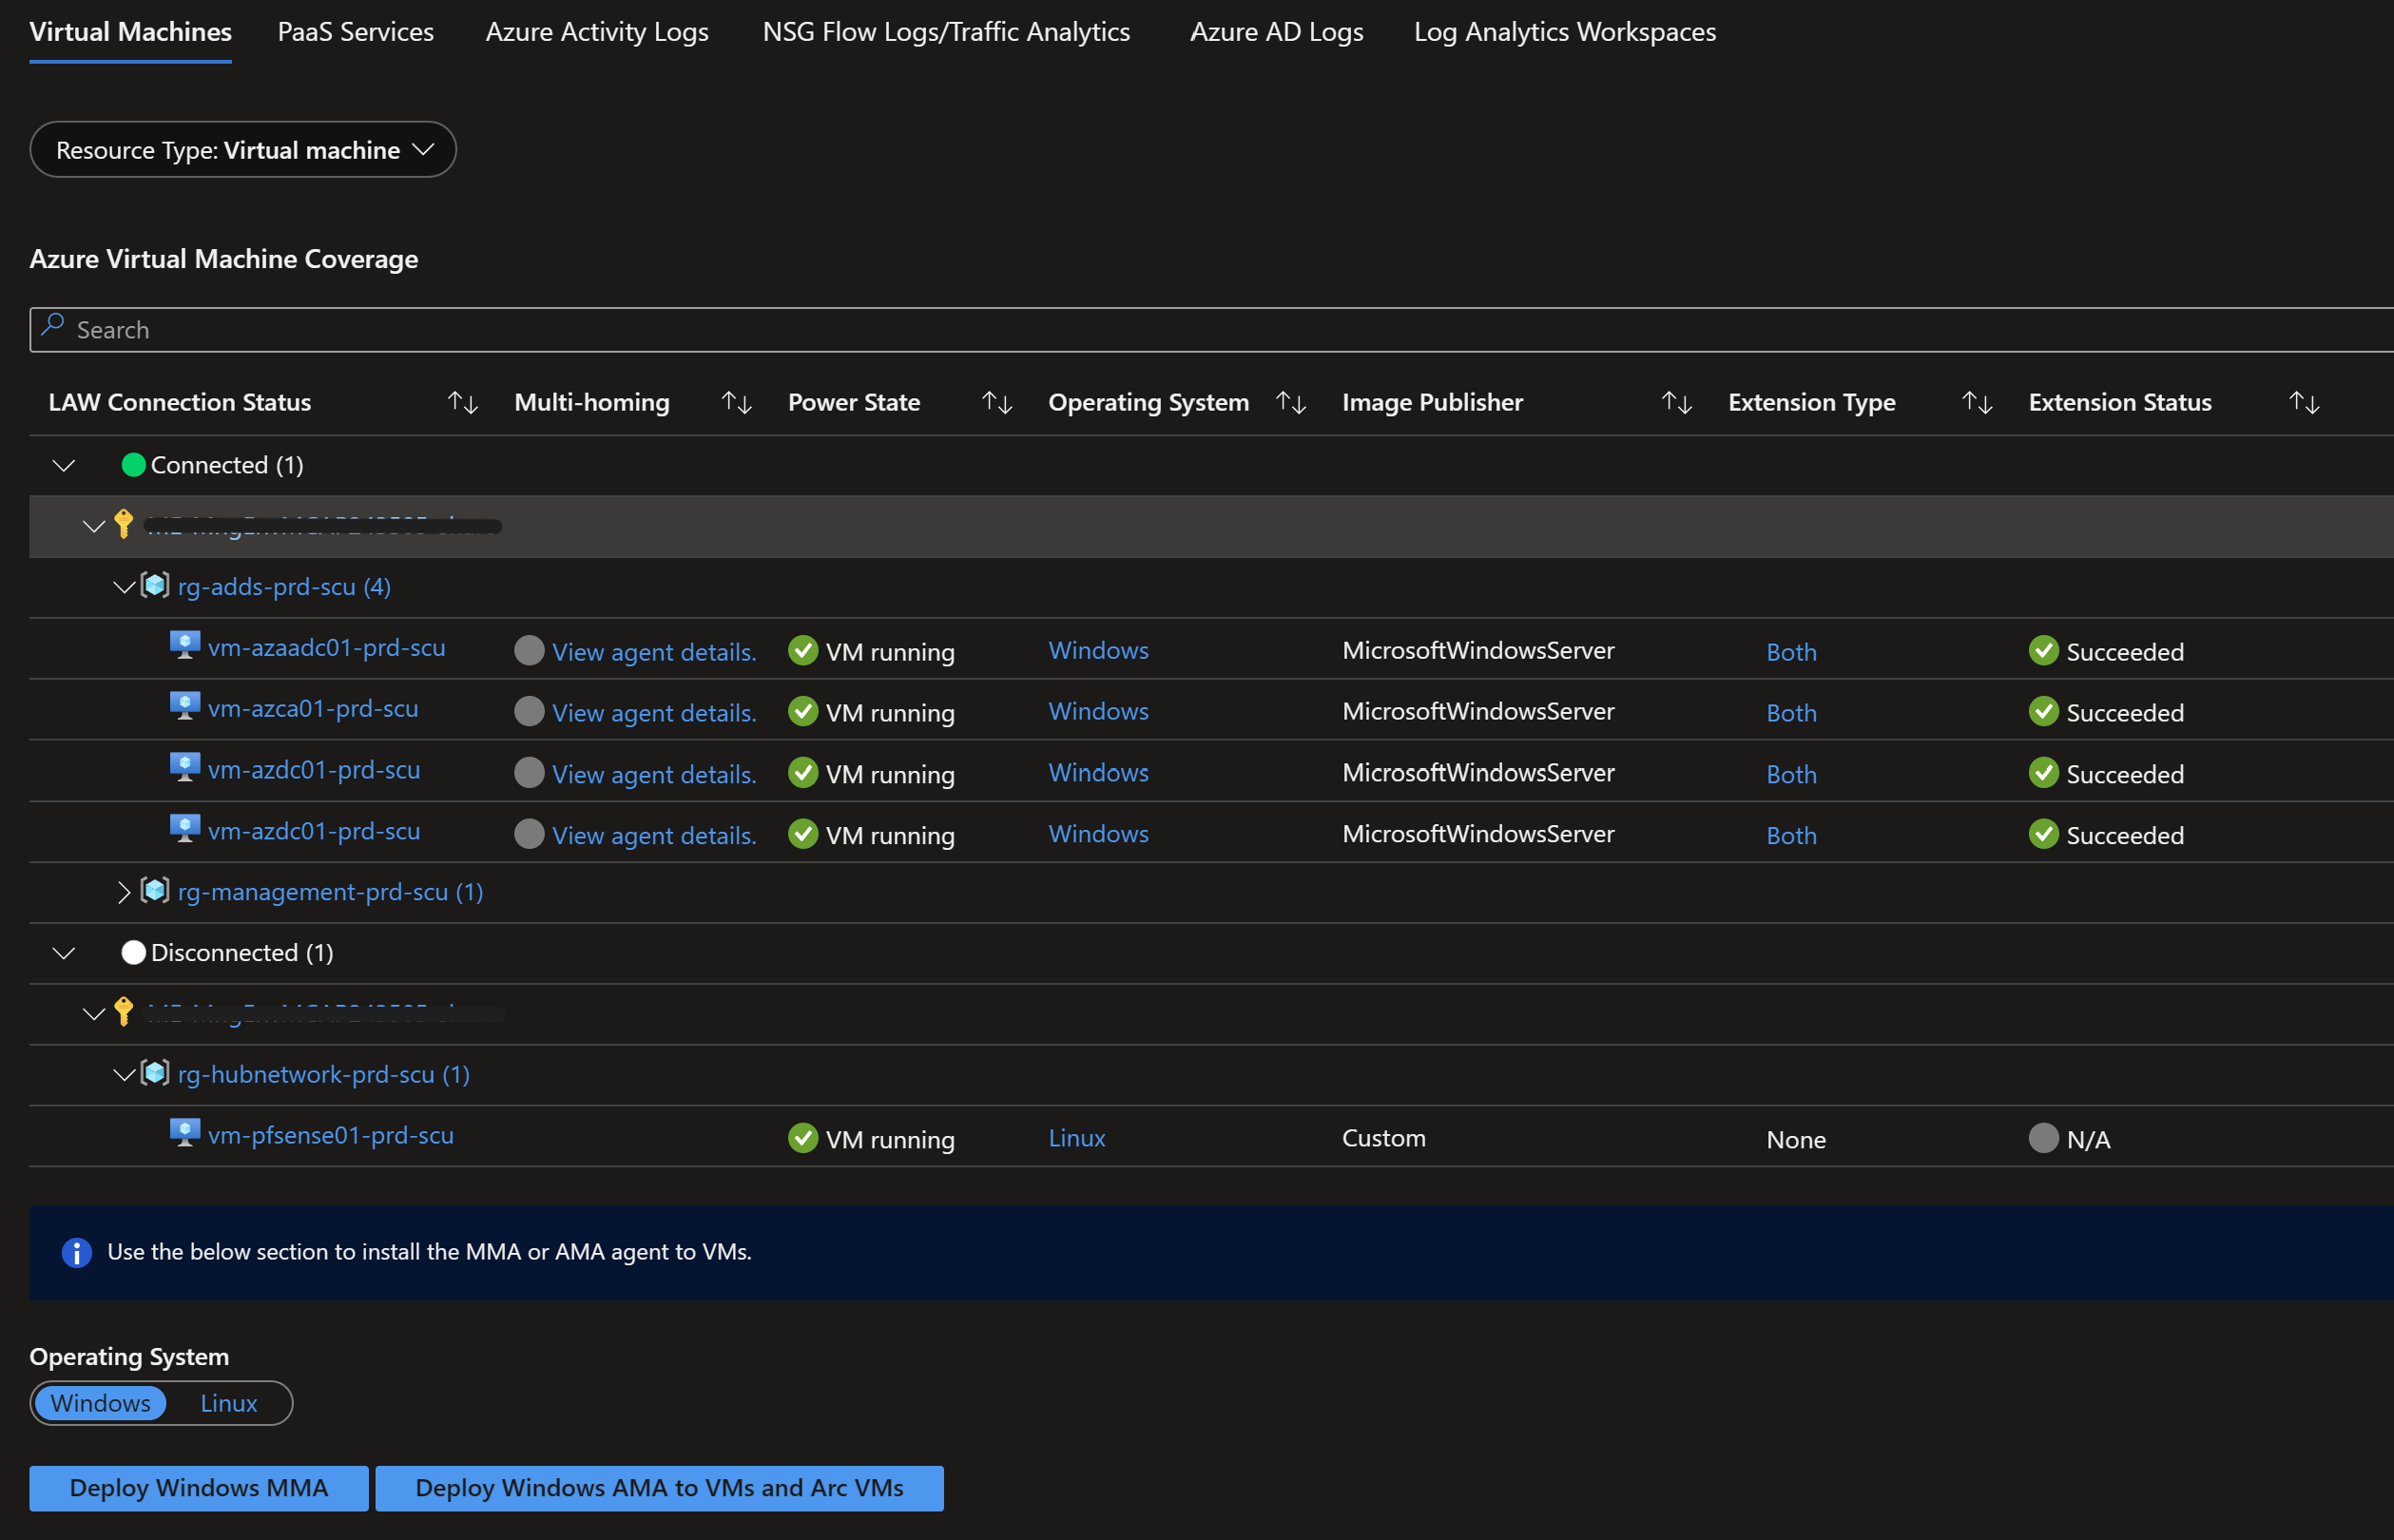 Virtual Machines PaaS Services Azure Activity Logs NSG Flow Logs/Traffic Analytics Azure AD Logs Log Analytics Workspaces
Resource Type: Virtual machine
Azure Virtual Machine Coverage
Search
LAW Connection Status Multi-homing Power State Operating System Image Publisher Extension Type Extension Status
Connected (1)
rg-adds-prd-scu (4)
vm-azaadc01-prd-scu View agent details. VM running Windows MicrosoftWindowsServer Both Succeeded
vm-azca01-prd-scu View agent details. VM running Windows MicrosoftWindowsServer Both Succeeded
vm-azdc01-prd-scu View agent details. VM running Windows MicrosoftWindowsServer Both Succeeded
vm-azdc01-prd-scu View agent details. VM running Windows MicrosoftWindowsServer Both Succeeded
rg-management-prd-scu (1)
Disconnected (1)
rg-hubnetwork-prd-scu (1)
vm-pfsense01-prd-scu VM running Linux Custom None N/A
Use the below section to install the MMA or AMA agent to VMs.
Operating System
Windows Linux
Deploy Windows MMA Deploy Windows AMA to VMs and Arc VMs